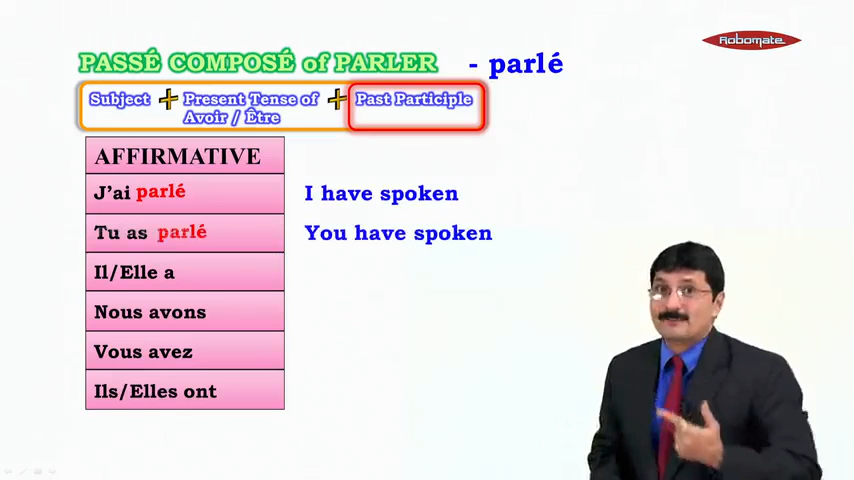 Robomate
PASSÉ COMPOSÉ of PARLER - parlé
Subject + Present Tense of + Past Participle
Avoir / Être
AFFIRMATIVE
J'ai parlé I have spoken
Tu as parlé You have spoken
Il/Elle a
Nous avons
Vous avez
Ils/Elles ont